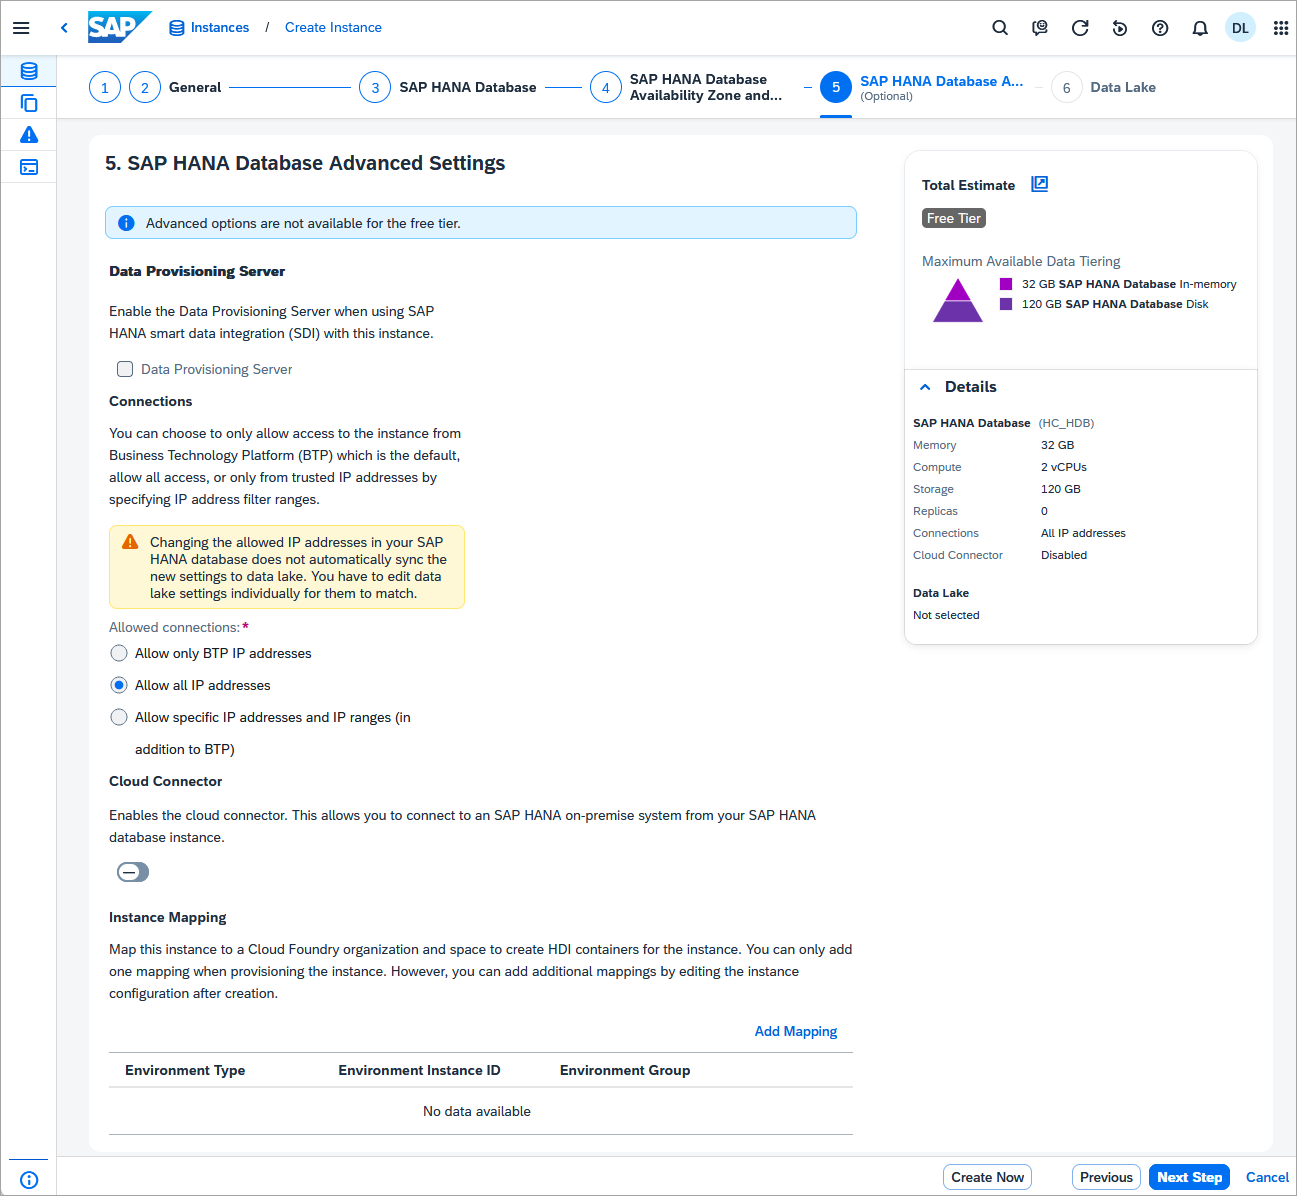 SAP
Instances / Create Instance
DL
1 2 General
3 SAP HANA Database
4 SAP HANA Database
Availability Zone and...
5 SAP HANA Database A...
(Optional)
6 Data Lake
5. SAP HANA Database Advanced Settings
Advanced options are not available for the free tier.
Data Provisioning Server
Enable the Data Provisioning Server when using SAP
HANA smart data integration (SDI) with this instance.
Data Provisioning Server
Connections
You can choose to only allow access to the instance from
Business Technology Platform (BTP) which is the default,
allow all access, or only from trusted IP addresses by
specifying IP address filter ranges.
Changing the allowed IP addresses in your SAP
HANA database does not automatically sync the
new settings to data lake. You have to edit data
lake settings individually for them to match.
Allowed connections:*
Allow only BTP IP addresses
Allow all IP addresses
Allow specific IP addresses and IP ranges (in
addition to BTP)
Cloud Connector
Enables the cloud connector. This allows you to connect to an SAP HANA on-premise system from your SAP HANA
database instance.
Instance Mapping
Map this instance to a Cloud Foundry organization and space to create HDI containers for the instance. You can only add
one mapping when provisioning the instance. However, you can add additional mappings by editing the instance
configuration after creation.
Add Mapping
Environment Type Environment Instance ID Environment Group
No data available
Total Estimate
Free Tier
Maximum Available Data Tiering
32 GB SAP HANA Database In-memory
120 GB SAP HANA Database Disk
Details
SAP HANA Database (HC_HDB)
Memory 32 GB
Compute 2 vCPUs
Storage 120 GB
Replicas 0
Connections All IP addresses
Cloud Connector Disabled
Data Lake
Not selected
Create Now Previous Next Step Cancel